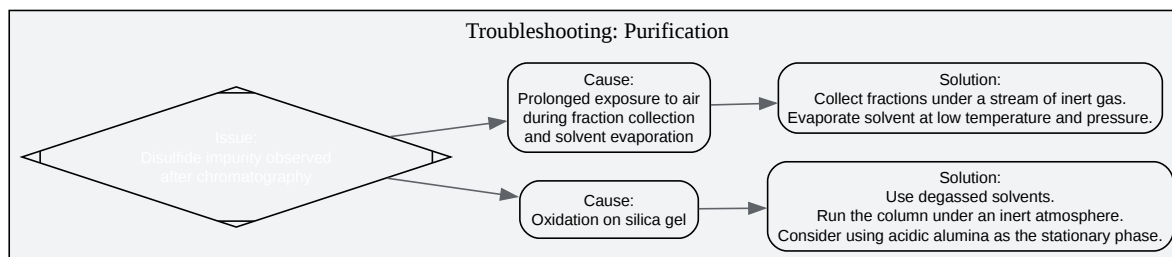 Troubleshooting: Purification
Issue:
Disulfide impurity observed
after chromatography
Cause:
Prolonged exposure to air
during fraction collection
and solvent evaporation
Solution:
Collect fractions under a stream of inert gas.
Evaporate solvent at low temperature and pressure.
Cause:
Oxidation on silica gel
Solution:
Use degassed solvents.
Run the column under an inert atmosphere.
Consider using acidic alumina as the stationary phase.